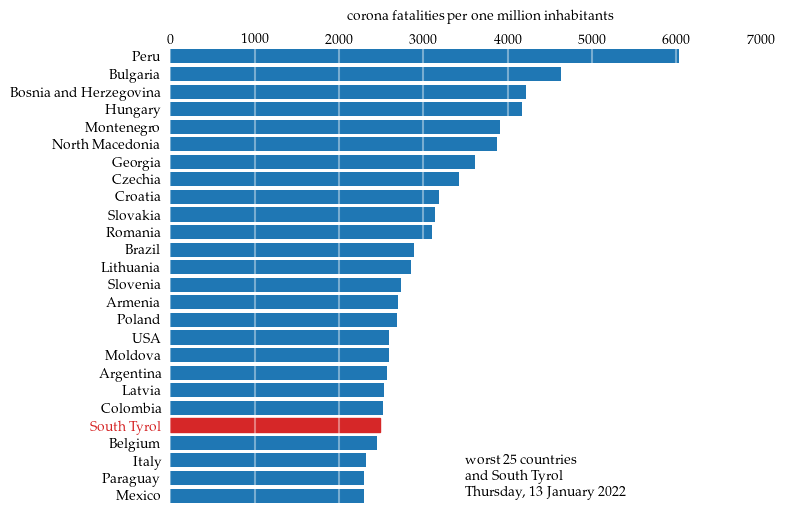 corona fatalities per one million inhabitants
0 1000 2000 3000 4000 5000 6000 7000
Peru
Bulgaria
Bosnia and Herzegovina
Hungary
Montenegro
North Macedonia
Georgia
Czechia
Croatia
Slovakia
Romania
Brazil
Lithuania
Slovenia
Armenia
Poland
USA
Moldova
Argentina
Latvia
Colombia
South Tyrol
Belgium
Italy
Paraguay
Mexico
worst 25 countries
and South Tyrol
Thursday, 13 January 2022